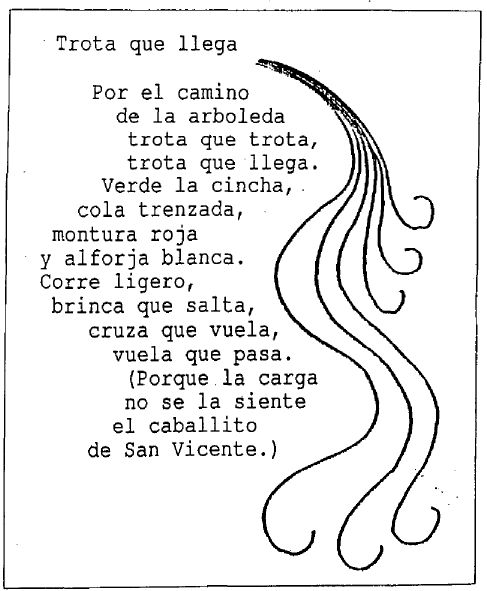 Trota que llega
Por el camino
de la arboleda
trota que trota,
trota que llega.
Verde la cincha,
cola trenzada,
montura roja
y alforja blanca.
Corre ligero,
brinca que salta,
cruza que vuela,
vuela que pasa.
(Porque la carga
no se la siente
el caballito
de San Vicente.)